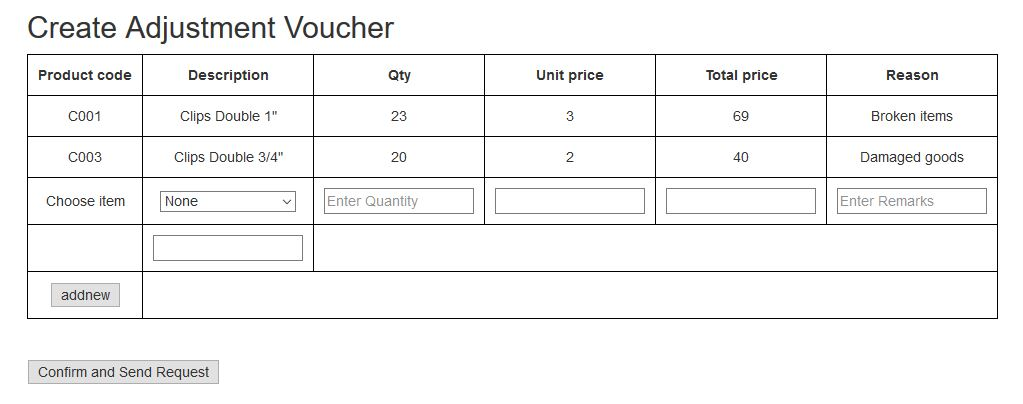 Create Adjustment Voucher
Product code Description Qty Unit price Total price Reason
C001 Clips Double 1" 23 3 69 Broken items
C003 Clips Double 3/4" 20 2 40 Damaged goods
Choose item None Enter Quantity Enter Remarks
addnew
Confirm and Send Request